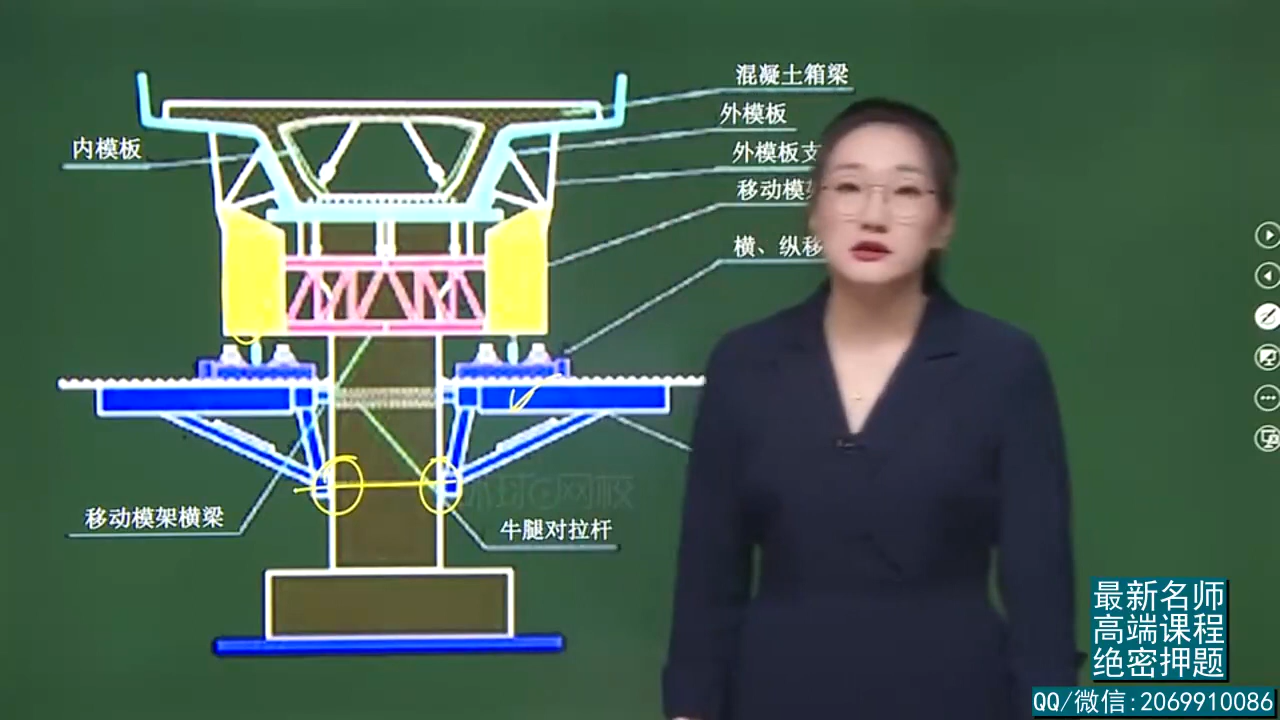 混凝土箱梁
外模板
内模板
外模板支
移动模架
横、纵移
环球网校
移动模架横梁
牛腿对拉杆
最新名师
高端课程
绝密押题
QQ/微信:2069910086